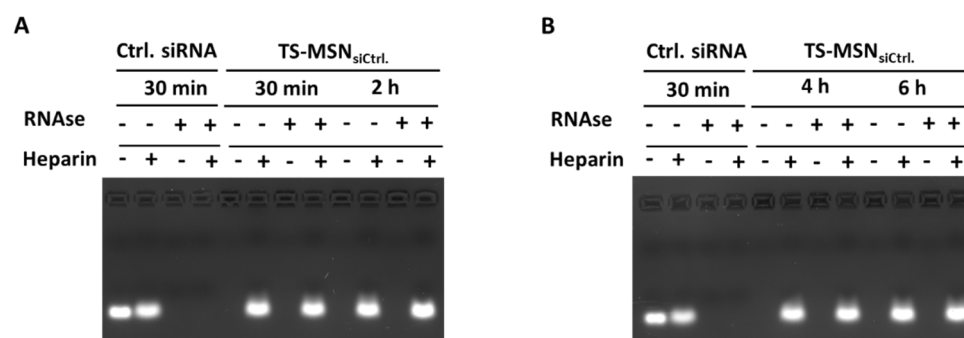 A
Ctrl. siRNA TS-MSNsiCtrl.
30 min 30 min 2 h
RNAse - - + + - - + + - - + +
Heparin - + - + - + - + - + - +
B
Ctrl. siRNA TS-MSNsiCtrl.
30 min 4 h 6 h
RNAse - - + + - - + + - - + +
Heparin - + - + - + - + - + - +